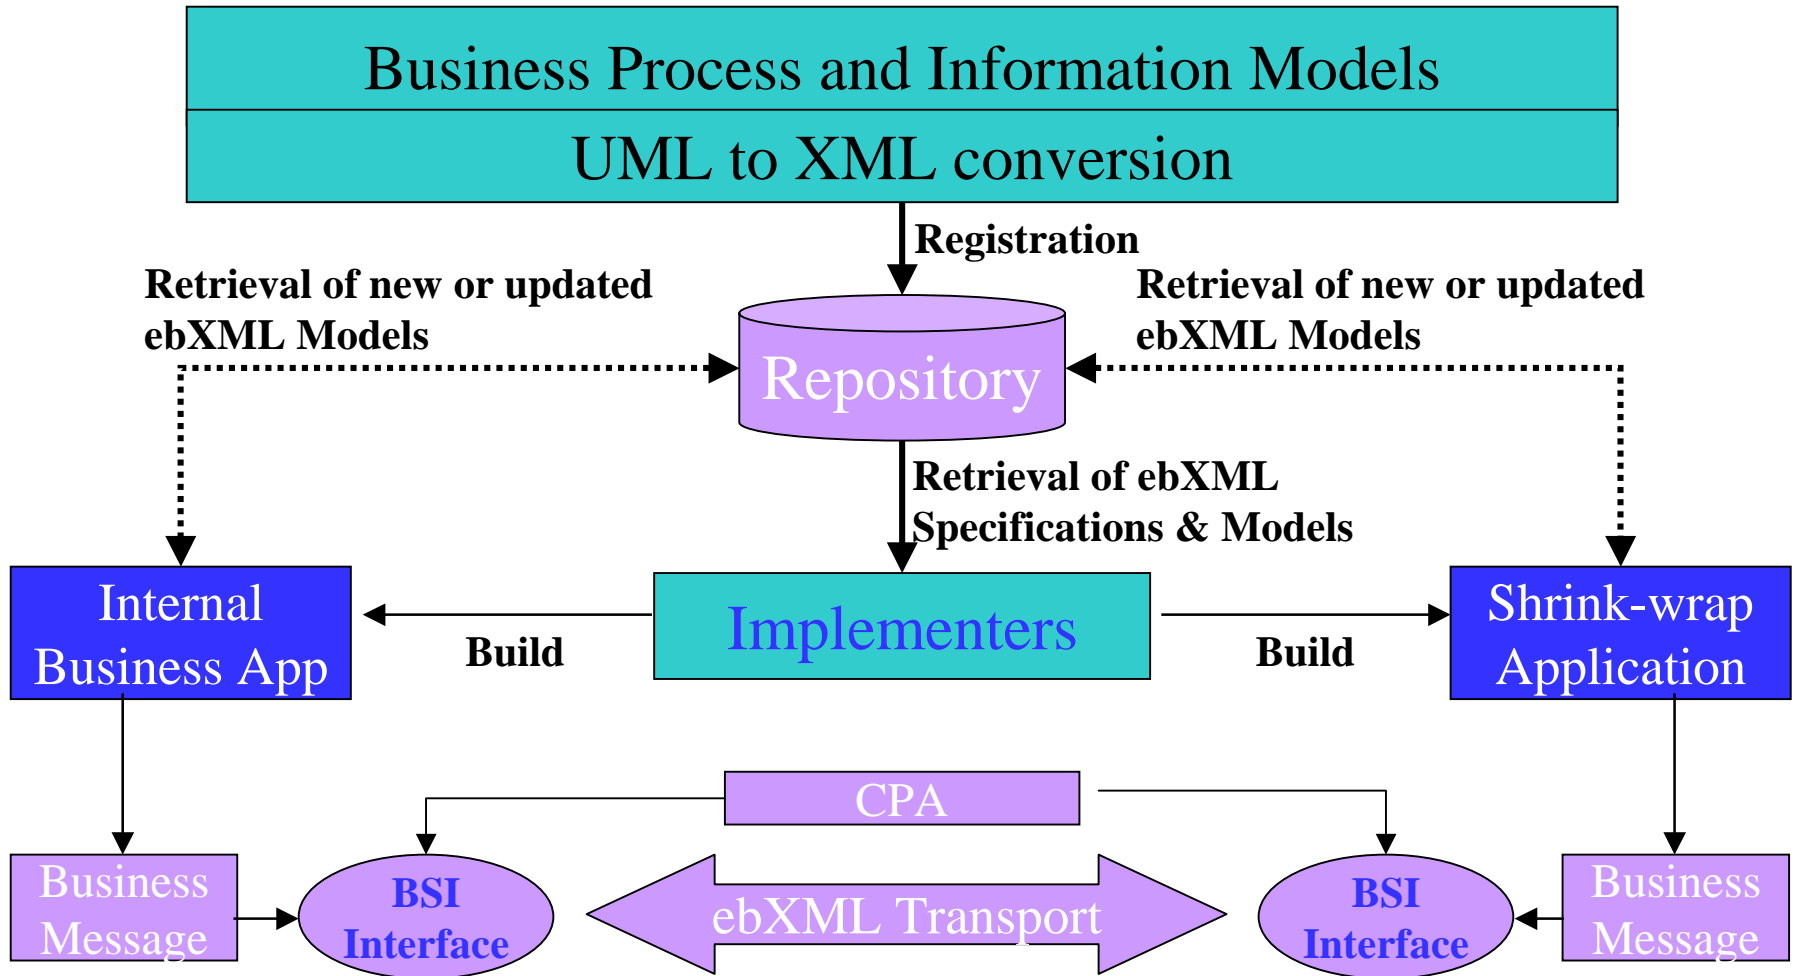 Business Process and Information Models
UML to XML conversion
Registration
Retrieval of new or updated
ebXML Models
Retrieval of new or updated
ebXML Models
Repository
Retrieval of ebXML
Specifications & Models
Internal
Business App
Build
Implementers
Build
Shrink-wrap
Application
CPA
Business
Message
BSI
Interface
ebXML Transport
BSI
Interface
Business
Message